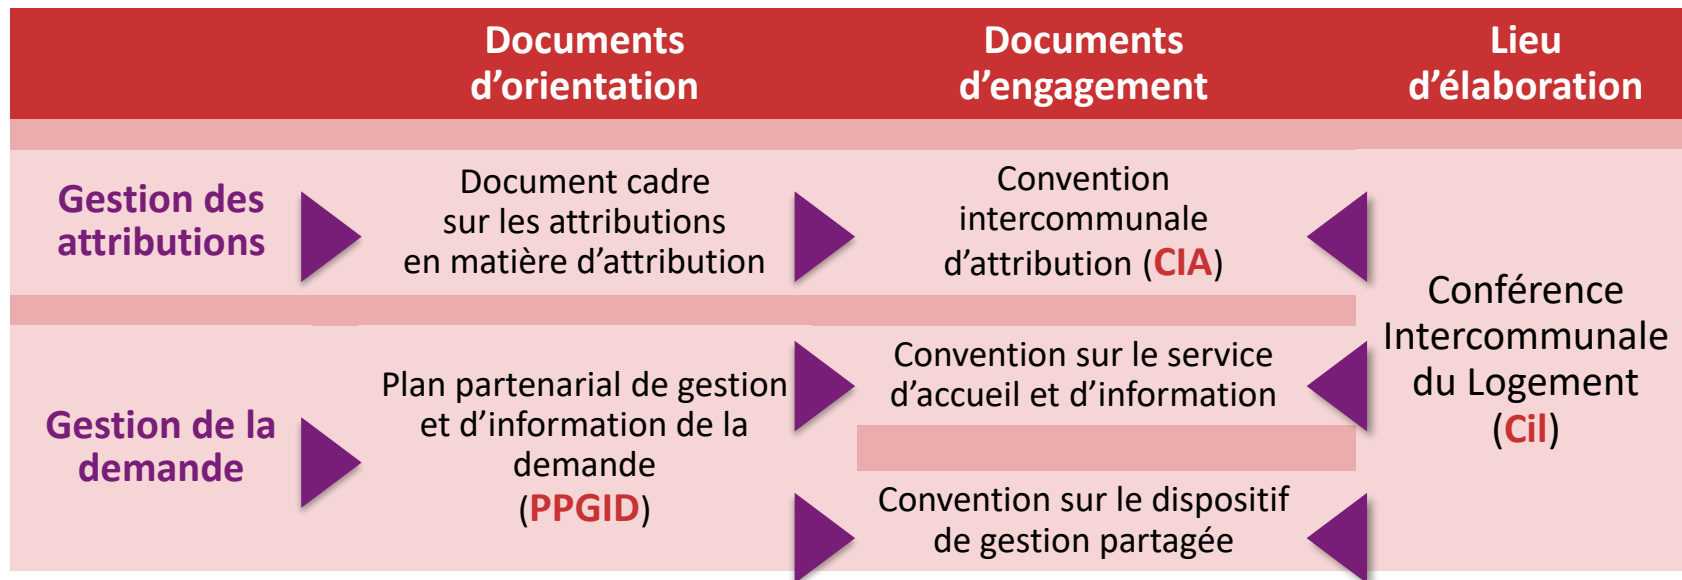 Documents
d’orientation
Documents
d’engagement
Lieu
d’élaboration
Gestion des
attributions
Document cadre
sur les attributions
en matière d’attribution
Convention
intercommunale
d’attribution (CIA)
Gestion de la
demande
Plan partenarial de gestion
et d’information de la
demande
(PPGID)
Convention sur le service
d’accueil et d’information
Convention sur le dispositif
de gestion partagée
Conférence
Intercommunale
du Logement
(Cil)